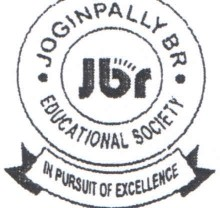 JOGINPALLY BR
Jbr
EDUCATIONAL SOCIETY
IN PURSUIT OF EXCELLENCE